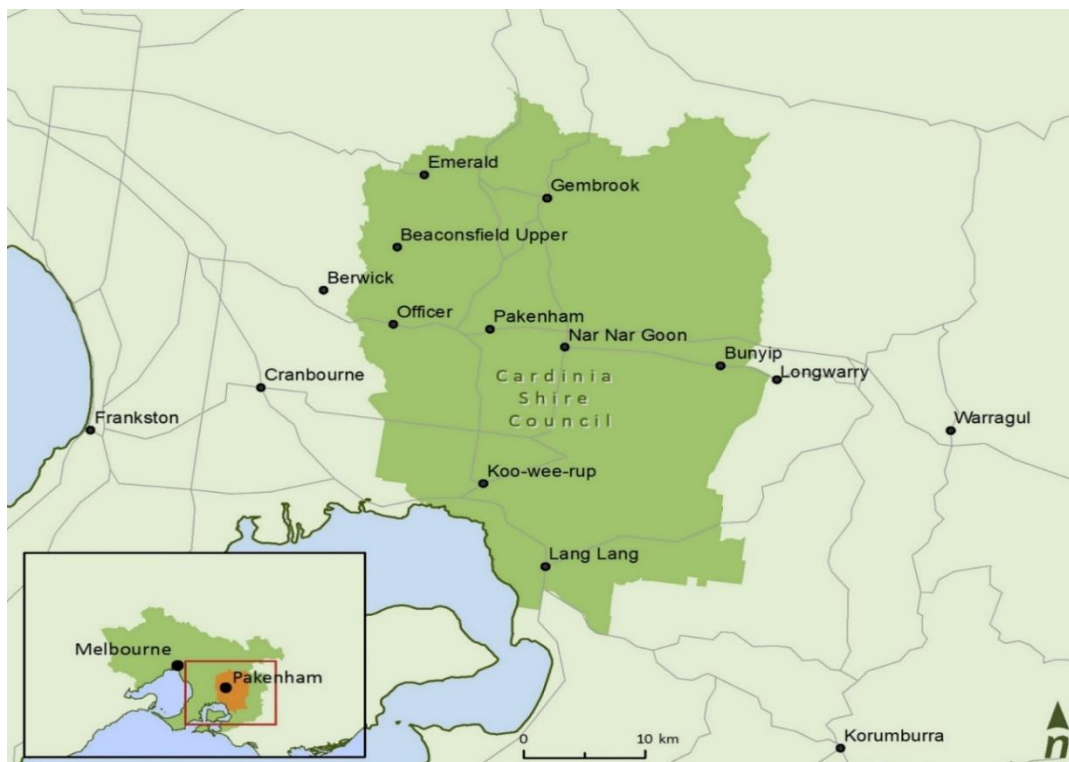 Emerald
Gembrook
Beaconsfield Upper
Berwick
Officer
Pakenham
Nar Nar Goon
Bunyip
Longwarry
Cranbourne
Cardinia
Shire
Council
Frankston
Warragul
Koo-wee-rup
Lang Lang
Melbourne
Pakenham
0 10 km
Korumburra
n